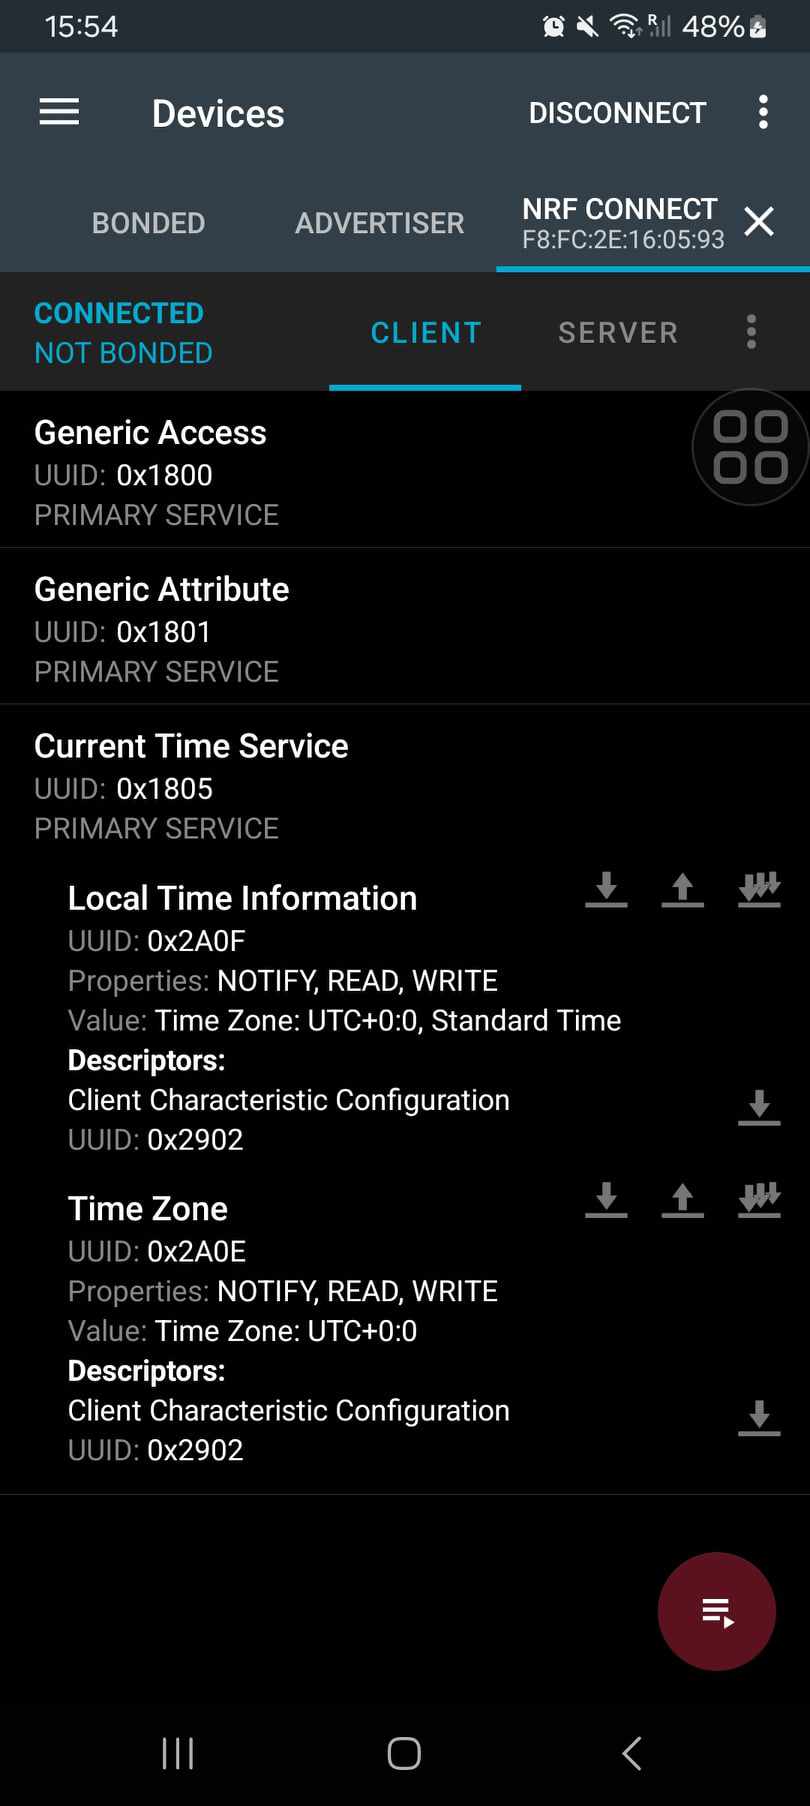 15:54
R
48%
Devices
DISCONNECT
BONDED
ADVERTISER
NRF CONNECT
F8:FC:2E:16:05:93
CONNECTED
NOT BONDED
CLIENT
SERVER
Generic Access
UUID: 0x1800
PRIMARY SERVICE
Generic Attribute
UUID: 0x1801
PRIMARY SERVICE
Current Time Service
UUID: 0x1805
PRIMARY SERVICE
Local Time Information
UUID: 0x2A0F
Properties: NOTIFY, READ, WRITE
Value: Time Zone: UTC+0:0, Standard Time
Descriptors:
Client Characteristic Configuration
UUID: 0x2902
Time Zone
UUID: 0x2A0E
Properties: NOTIFY, READ, WRITE
Value: Time Zone: UTC+0:0
Descriptors:
Client Characteristic Configuration
UUID: 0x2902